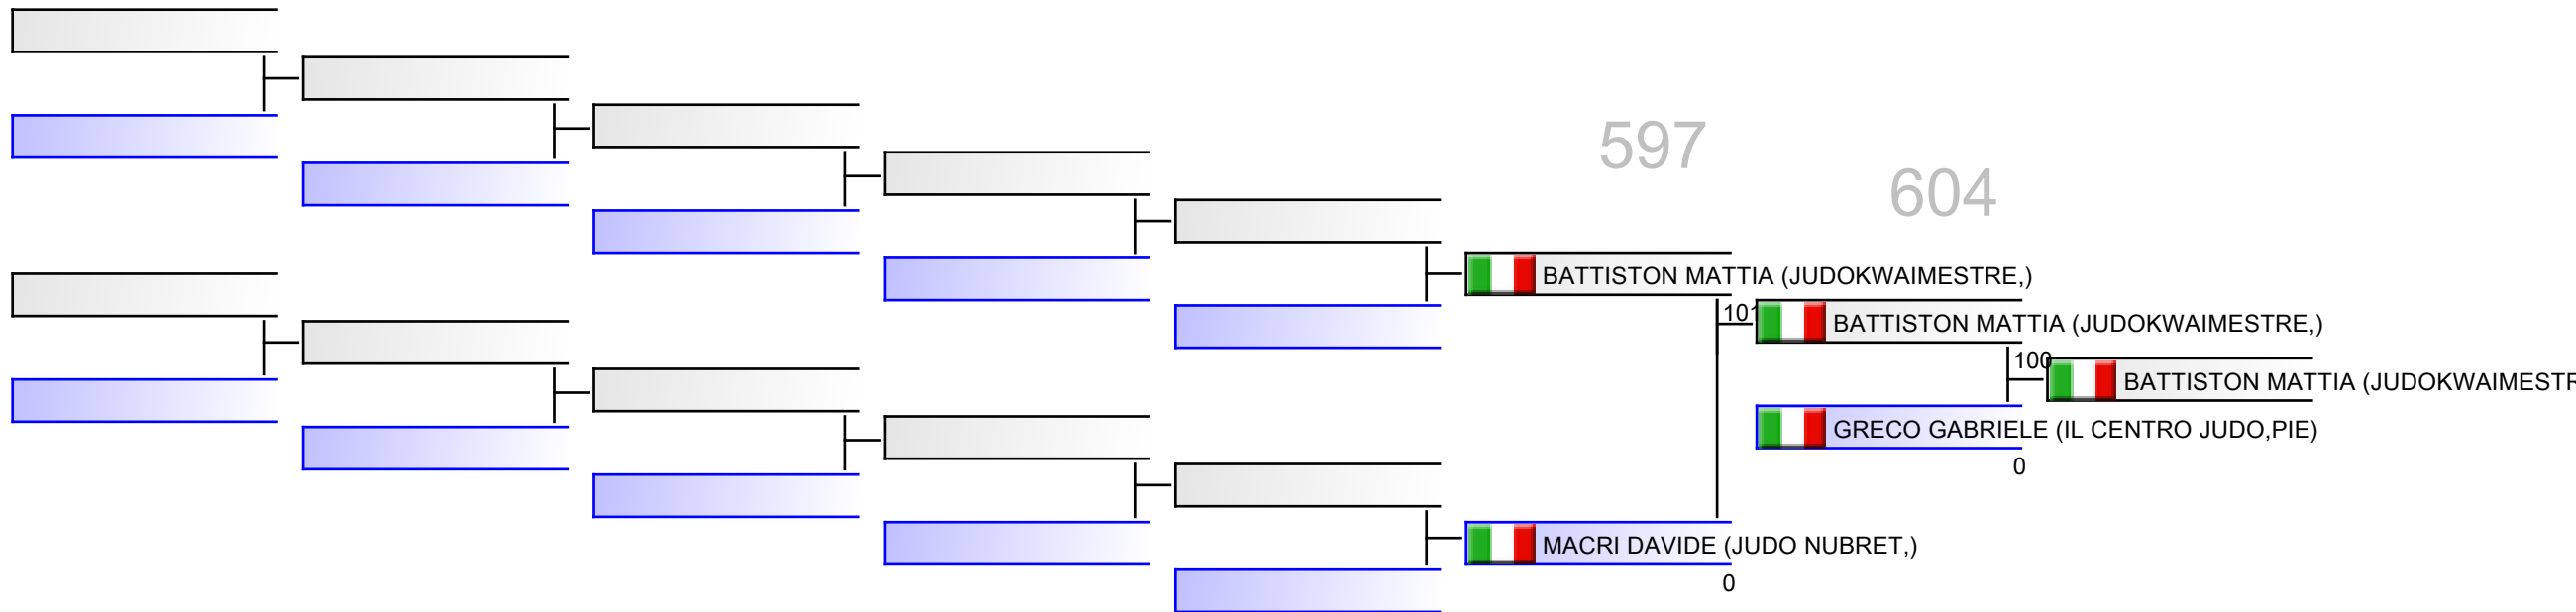 597
604
BATTISTON MATTIA (JUDOKWAIMESTRE,)
101
BATTISTON MATTIA (JUDOKWAIMESTRE,)
100
BATTISTON MATTIA (JUDOKWAIMESTR
GRECO GABRIELE (IL CENTRO JUDO,PIE)
0
MACRI DAVIDE (JUDO NUBRET,)
0